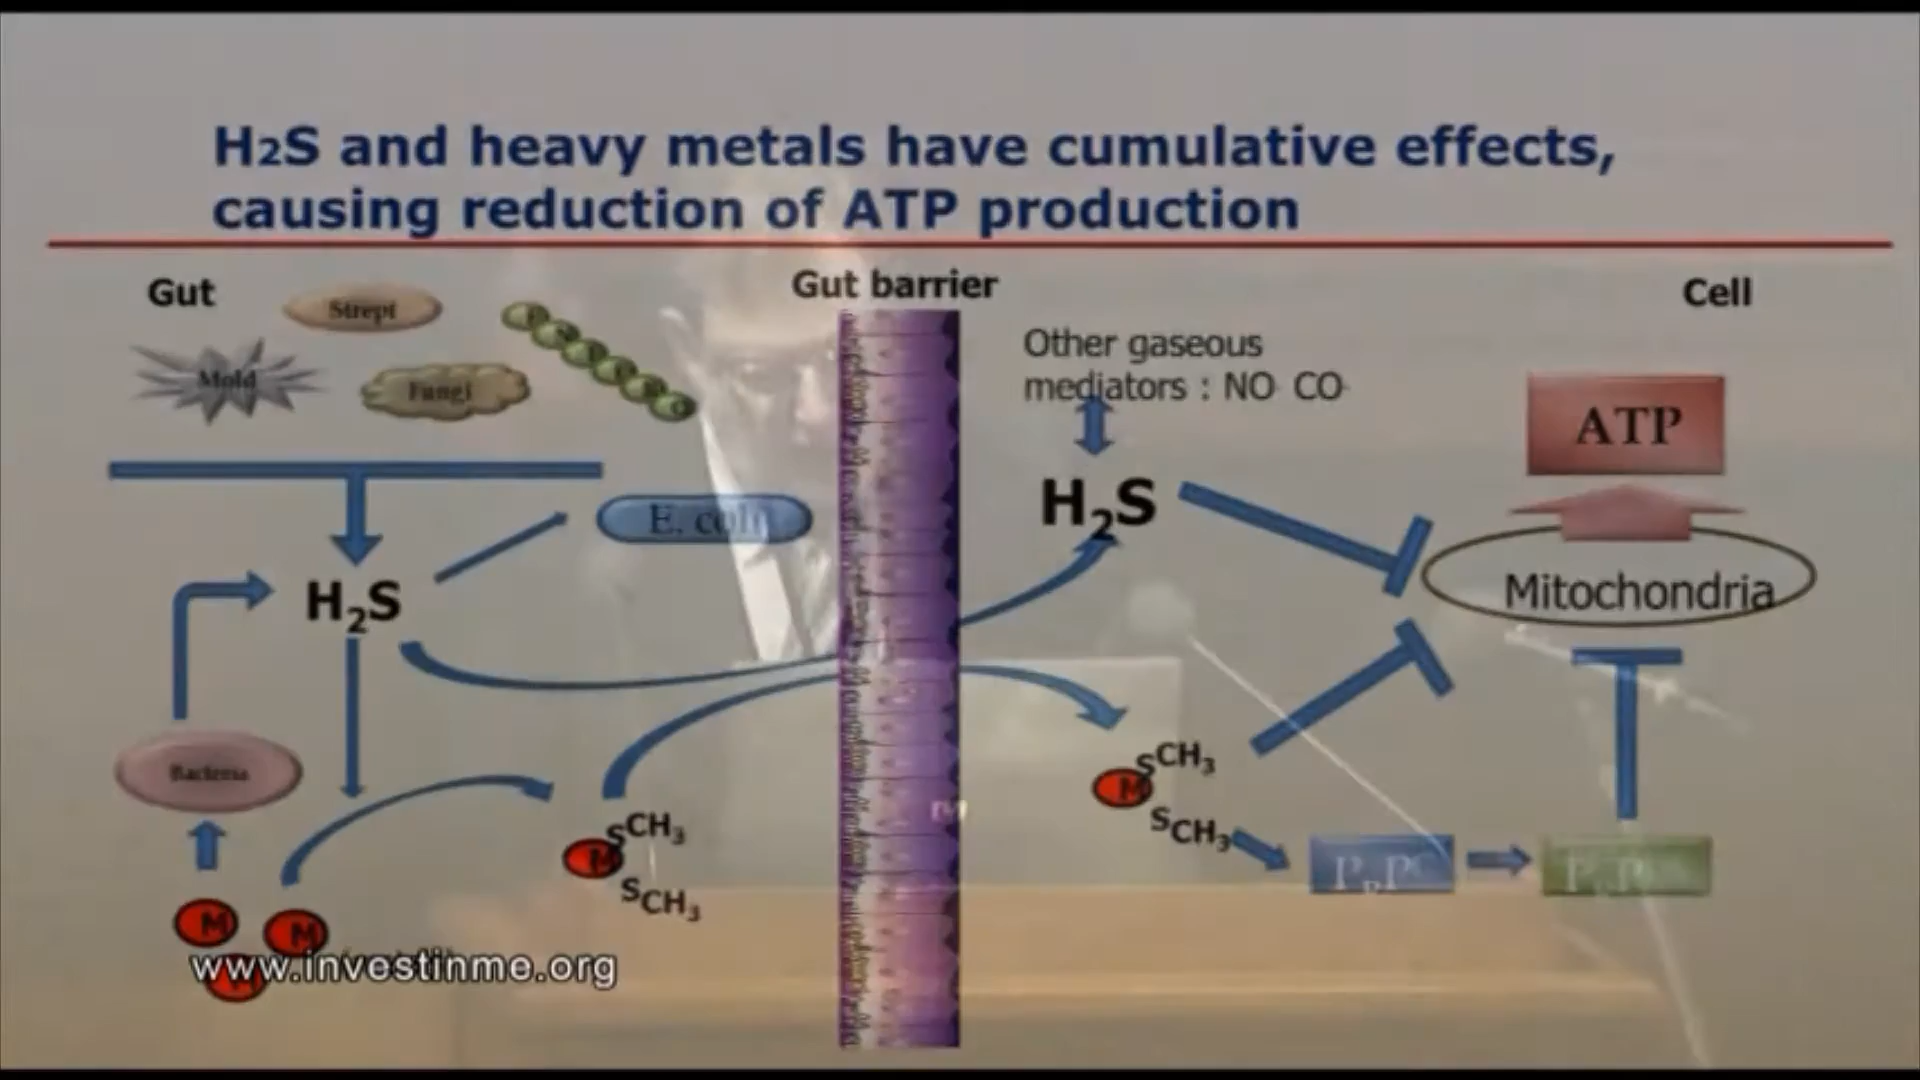 H₂S and heavy metals have cumulative effects,
causing reduction of ATP production
Gut
Gut barrier
Cell
Strept
Mold
Fungi
Other gaseous
mediators : NO CO
ATP
E. coli
H₂S
H₂S
Mitochondria
Bacteria
SCH₃
M
SCH₃
SCH₃
M
SCH₃
M
M
M
www.investinme.org